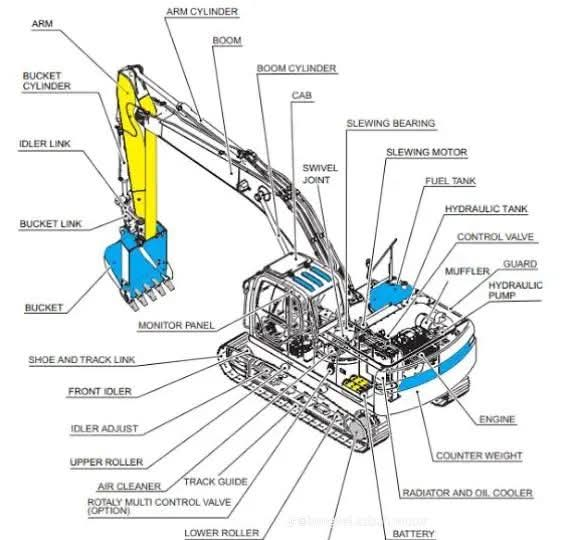 ARM CYLINDER
ARM
BOOM
BOOM CYLINDER
BUCKET
CYLINDER
CAB
SLEWING BEARING
IDLER LINK
SLEWING MOTOR
SWIVEL
JOINT
FUEL TANK
HYDRAULIC TANK
BUCKET LINK
CONTROL VALVE
GUARD
MUFFLER
HYDRAULIC
PUMP
BUCKET
MONITOR PANEL
SHOE AND TRACK LINK
FRONT IDLER
ENGINE
IDLER ADJUST
COUNTER WEIGHT
UPPER ROLLER
TRACK GUIDE
AIR CLEANER
RADIATOR AND OIL COOLER
ROTALY MULTI CONTROL VALVE
(OPTION)
LOWER ROLLER
BATTERY